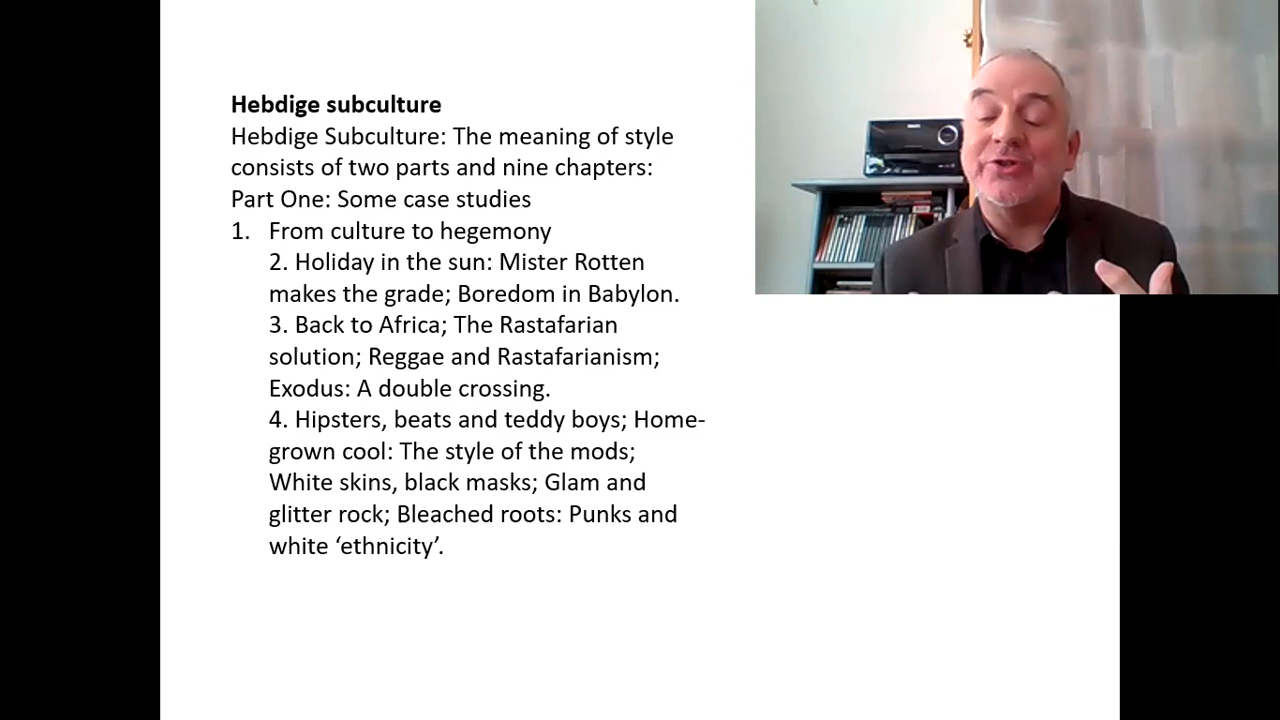 Hebdige subculture
Hebdige Subculture: The meaning of style
consists of two parts and nine chapters:
Part One: Some case studies
1. From culture to hegemony
2. Holiday in the sun: Mister Rotten
makes the grade; Boredom in Babylon.
3. Back to Africa; The Rastafarian
solution; Reggae and Rastafarianism;
Exodus: A double crossing.
4. Hipsters, beats and teddy boys; Home-
grown cool: The style of the mods;
White skins, black masks; Glam and
glitter rock; Bleached roots: Punks and
white ‘ethnicity’.